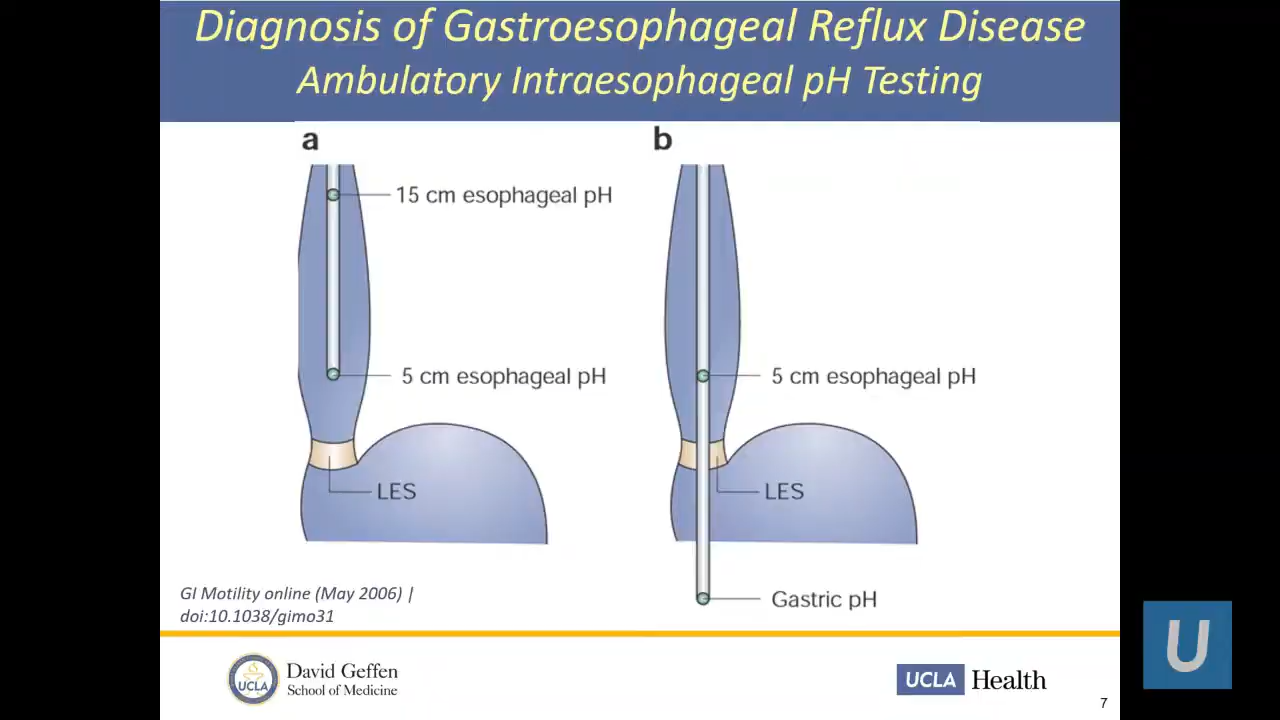 Diagnosis of Gastroesophageal Reflux Disease
Ambulatory Intraesophageal pH Testing
a
15 cm esophageal pH
5 cm esophageal pH
LES
b
5 cm esophageal pH
LES
Gastric pH
GI Motility online (May 2006) |
doi:10.1038/gimo31
UCLA
David Geffen
School of Medicine
UCLA Health
7
U